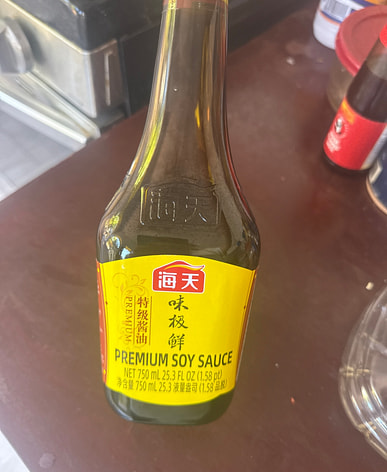 海天
海天
味极鲜
特级酱油
PREMIUM
PREMIUM SOY SAUCE
NET 750 mL 25.3 FL OZ (1.58 pt)
净含量 750 mL 25.3 液量盎司 (1.58 品脱)